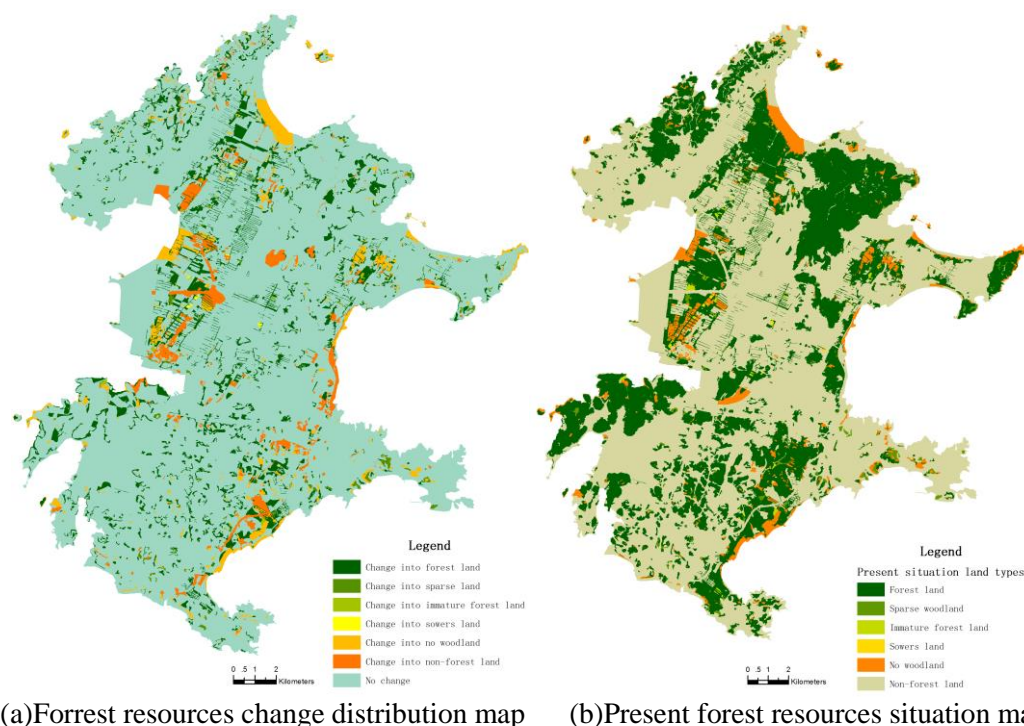 Legend
Change into forest land
Change into sparse land
Change into immature forest land
Change into sowers land
Change into no woodland
Change into non-forest land
No change
0 .5 1 2
Kilometers
Legend
Present situation land types
Forest land
Sparse woodland
Immature forest land
Sowers land
No woodland
Non-forest land
0 .5 1 2
Kilometers
(a)Forrest resources change distribution map
(b)Present forest resources situation